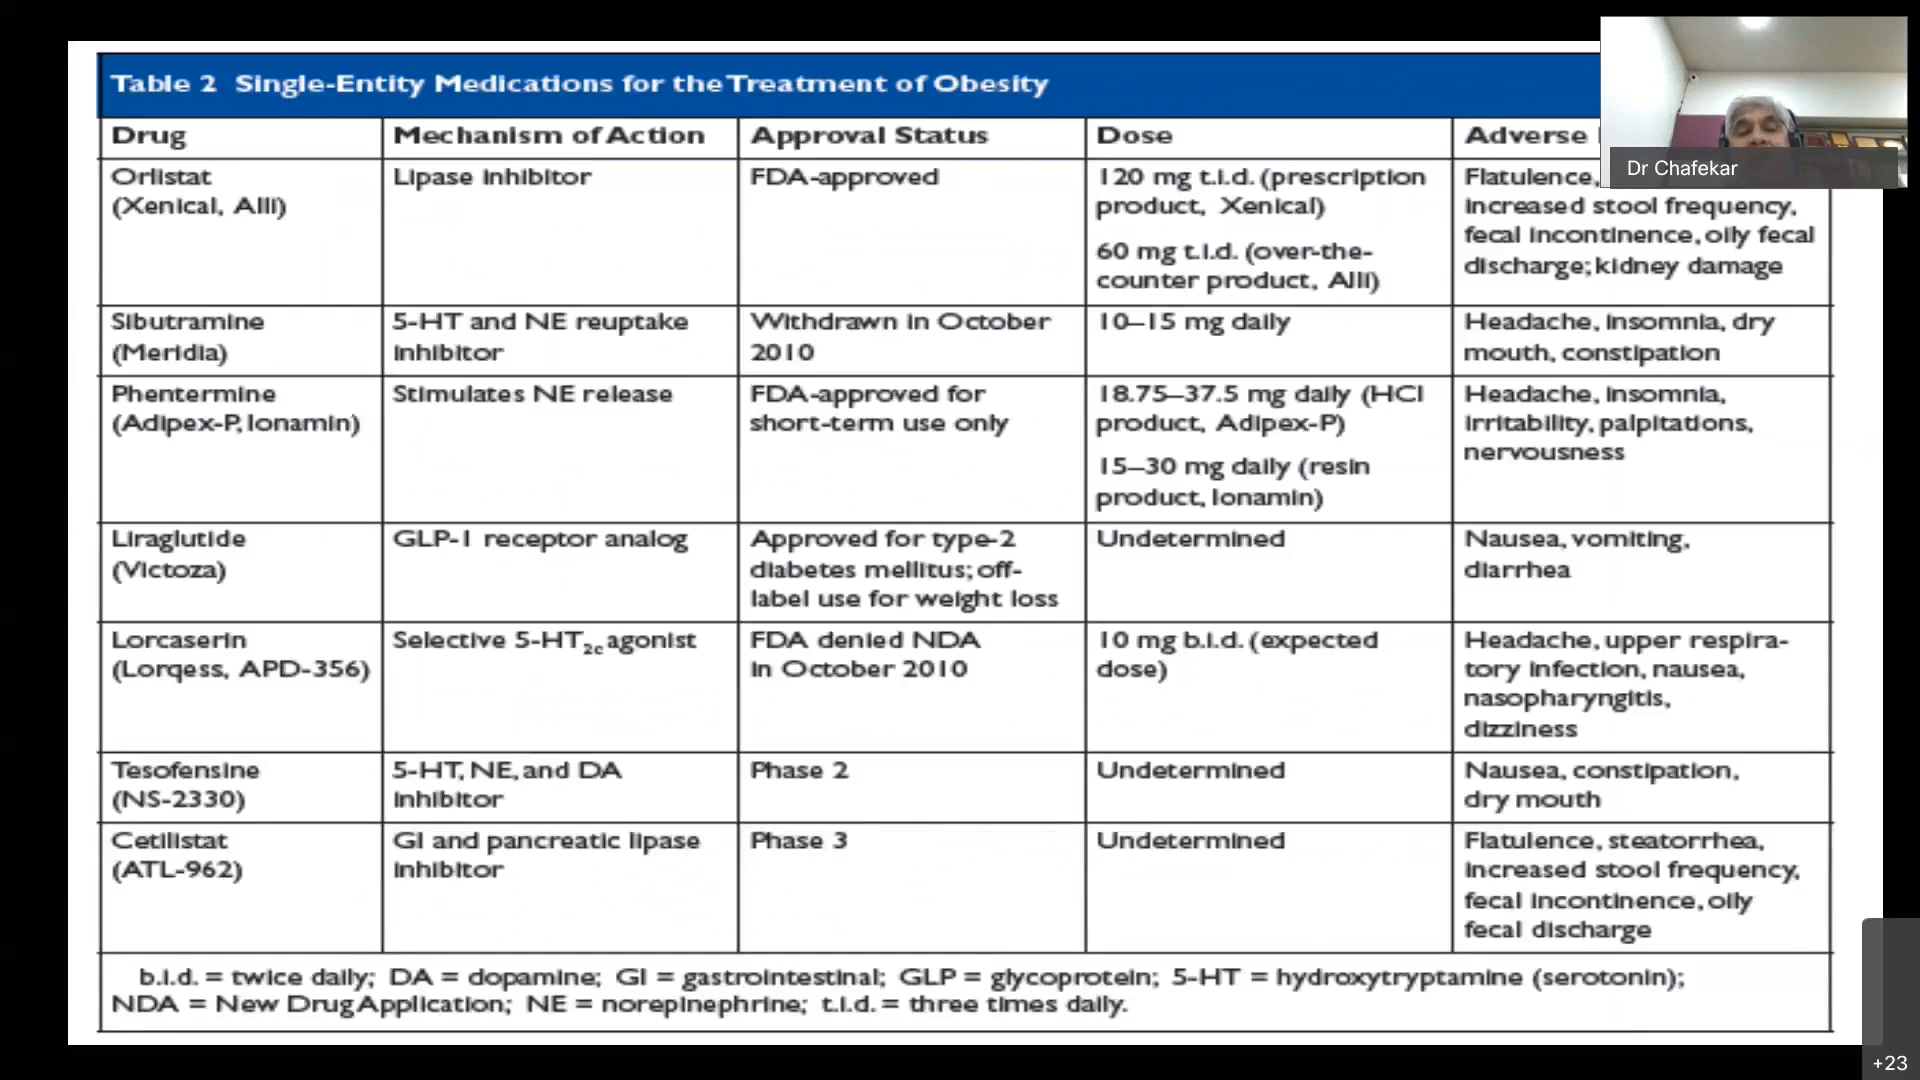 Table 2 Single-Entity Medications for the Treatment of Obesity
Drug
Mechanism of Action
Approval Status
Dose
Adverse
Orlistat
(Xenical, Alli)
Lipase inhibitor
FDA-approved
120 mg t.i.d. (prescription
product, Xenical)
60 mg t.i.d. (over-the-
counter product, Alli)
Flatulence,
increased stool frequency,
fecal incontinence, oily fecal
discharge; kidney damage
Sibutramine
(Meridia)
5-HT and NE reuptake
inhibitor
Withdrawn in October
2010
10–15 mg daily
Headache, insomnia, dry
mouth, constipation
Phentermine
(Adipex-P, Ionamin)
Stimulates NE release
FDA-approved for
short-term use only
18.75–37.5 mg daily (HCl
product, Adipex-P)
15–30 mg daily (resin
product, Ionamin)
Headache, insomnia,
irritability, palpitations,
nervousness
Liraglutide
(Victoza)
GLP-1 receptor analog
Approved for type-2
diabetes mellitus; off-
label use for weight loss
Undetermined
Nausea, vomiting,
diarrhea
Lorcaserin
(Lorqess, APD-356)
Selective 5-HT2c agonist
FDA denied NDA
in October 2010
10 mg b.i.d. (expected
dose)
Headache, upper respira-
tory infection, nausea,
nasopharyngitis,
dizziness
Tesofensine
(NS-2330)
5-HT, NE, and DA
inhibitor
Phase 2
Undetermined
Nausea, constipation,
dry mouth
Cetilistat
(ATL-962)
GI and pancreatic lipase
inhibitor
Phase 3
Undetermined
Flatulence, steatorrhea,
increased stool frequency,
fecal incontinence, oily
fecal discharge
b.i.d. = twice daily; DA = dopamine; GI = gastrointestinal; GLP = glycoprotein; 5-HT = hydroxytryptamine (serotonin);
NDA = New Drug Application; NE = norepinephrine; t.i.d. = three times daily.
Dr Chafekar
+23